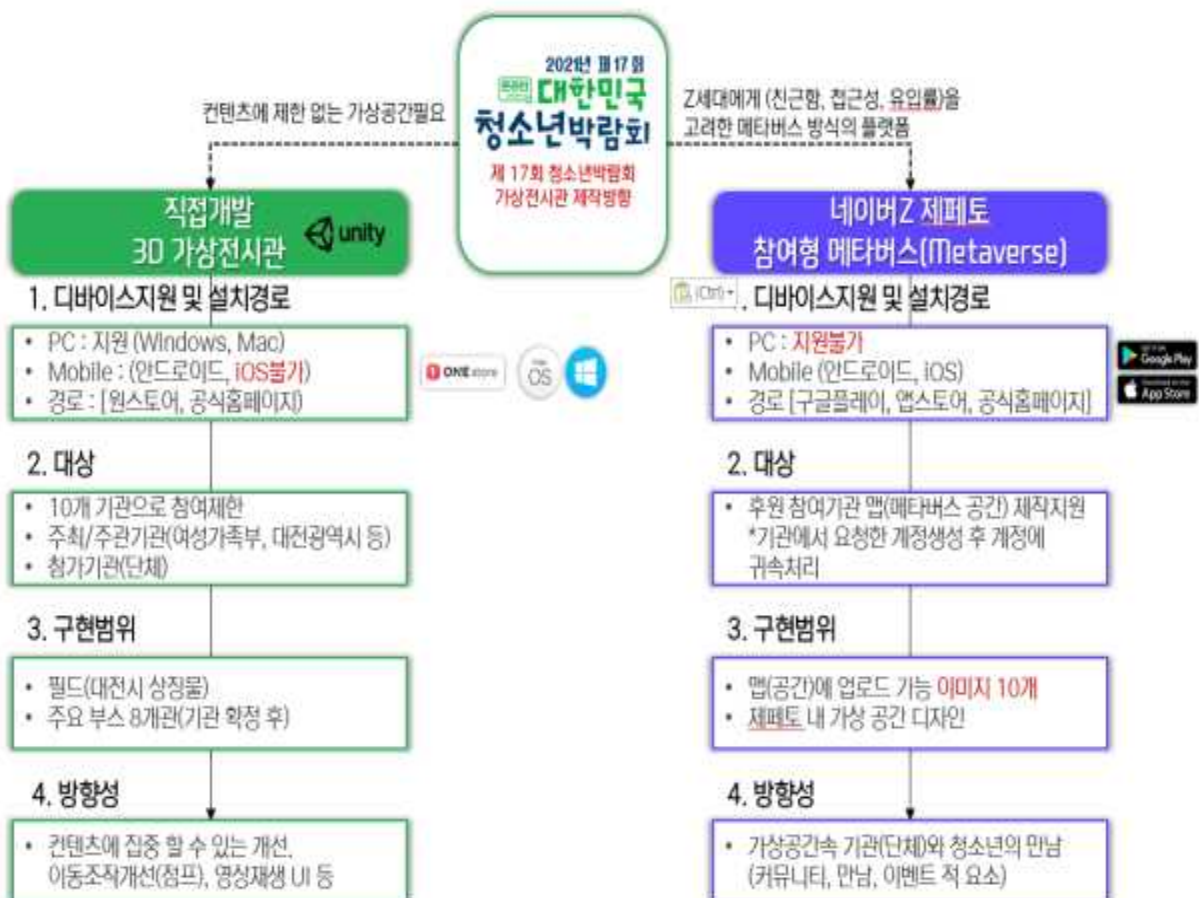 2021년 제17회
온라인 대한민국
청소년박람회
제 17회 청소년박람회
가상전시관 제작방향
컨텐츠에 제한 없는 가상공간필요
Z세대에게 (친근함, 접근성, 유입률)을
고려한 메타버스 방식의 플랫폼
직접개발
3D 가상전시관
unity
1. 디바이스지원 및 설치경로
• PC : 지원 (Windows, Mac)
• Mobile : (안드로이드, iOS불가)
• 경로 : [원스토어, 공식홈페이지)
ONE store
Mac
OS
2. 대상
• 10개 기관으로 참여제한
• 주최/주관기관(여성가족부, 대전광역시 등)
• 참가기관(단체)
3. 구현범위
• 필드(대전시 상징물)
• 주요 부스 8개관(기관 확정 후)
4. 방향성
• 컨텐츠에 집중 할 수 있는 개선,
이동조작개선(점프), 영상재생 UI 등
네이버Z 제페토
참여형 메타버스(Metaverse)
(Ctrl)
. 디바이스지원 및 설치경로
• PC : 지원불가
• Mobile (안드로이드, iOS)
• 경로 [구글플레이, 앱스토어, 공식홈페이지]
GET IT ON
Google Play
Download on the
App Store
2. 대상
• 후원 참여기관 맵(메타버스 공간) 제작지원
*기관에서 요청한 계정생성 후 계정에
귀속처리
3. 구현범위
• 맵(공간)에 업로드 가능 이미지 10개
• 제페토 내 가상 공간 디자인
4. 방향성
• 가상공간속 기관(단체)와 청소년의 만남
(커뮤니티, 만남, 이벤트 적 요소)